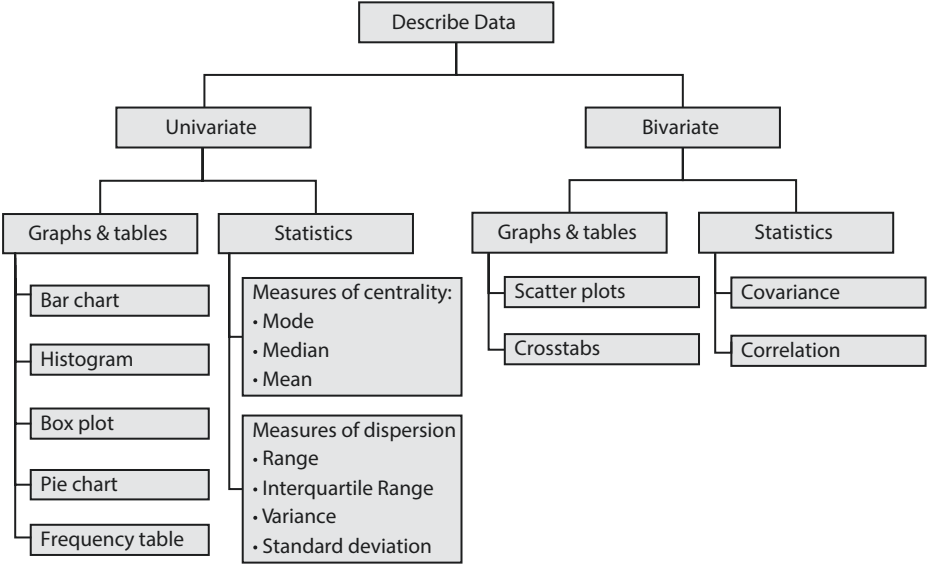 Describe Data
Univariate
Bivariate
Graphs & tables
Statistics
Graphs & tables
Statistics
Bar chart
Histogram
Box plot
Pie chart
Frequency table
Measures of centrality:
• Mode
• Median
• Mean
Measures of dispersion
• Range
• Interquartile Range
• Variance
• Standard deviation
Scatter plots
Crosstabs
Covariance
Correlation